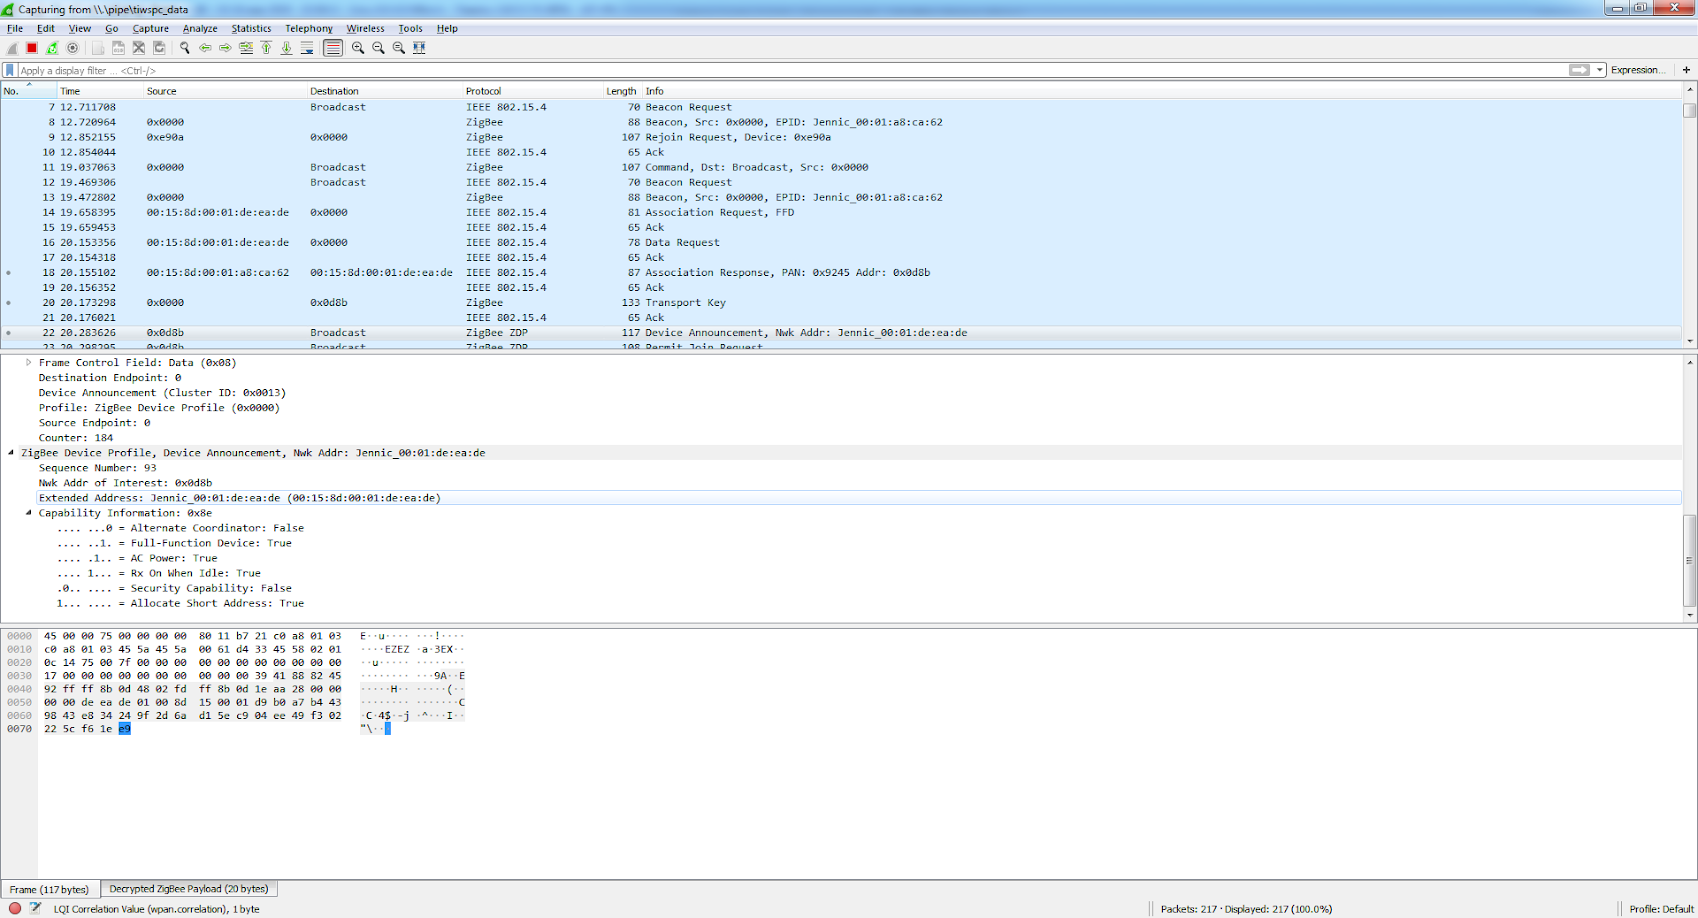 Capturing from \\.\pipe\tiwspc_data
File Edit View Go Capture Analyze Statistics Telephony Wireless Tools Help
Apply a display filter ... <Ctrl-/> Expression... +
No. Time Source Destination Protocol Length Info
7 12.711708 Broadcast IEEE 802.15.4 70 Beacon Request
8 12.720964 0x0000 ZigBee 88 Beacon, Src: 0x0000, EPID: Jennic_00:01:a8:ca:62
9 12.852155 0xe90a 0x0000 ZigBee 107 Rejoin Request, Device: 0xe90a
10 12.854044 IEEE 802.15.4 65 Ack
11 19.037063 0x0000 Broadcast ZigBee 107 Command, Dst: Broadcast, Src: 0x0000
12 19.469306 Broadcast IEEE 802.15.4 70 Beacon Request
13 19.472802 0x0000 ZigBee 88 Beacon, Src: 0x0000, EPID: Jennic_00:01:a8:ca:62
14 19.658395 00:15:8d:00:01:de:ea:de 0x0000 IEEE 802.15.4 81 Association Request, FFD
15 19.659453 IEEE 802.15.4 65 Ack
16 20.153356 00:15:8d:00:01:de:ea:de 0x0000 IEEE 802.15.4 78 Data Request
17 20.154318 IEEE 802.15.4 65 Ack
18 20.155102 00:15:8d:00:01:a8:ca:62 00:15:8d:00:01:de:ea:de IEEE 802.15.4 87 Association Response, PAN: 0x9245 Addr: 0x0d8b
19 20.156352 IEEE 802.15.4 65 Ack
20 20.173298 0x0000 0x0d8b ZigBee 133 Transport Key
21 20.176021 IEEE 802.15.4 65 Ack
22 20.283626 0x0d8b Broadcast ZigBee ZDP 117 Device Announcement, Nwk Addr: Jennic_00:01:de:ea:de
23 20.298295 0x0d8b Broadcast ZigBee ZDP 108 Permit Join Request
Frame Control Field: Data (0x08)
Destination Endpoint: 0
Device Announcement (Cluster ID: 0x0013)
Profile: ZigBee Device Profile (0x0000)
Source Endpoint: 0
Counter: 184
ZigBee Device Profile, Device Announcement, Nwk Addr: Jennic_00:01:de:ea:de
Sequence Number: 93
Nwk Addr of Interest: 0x0d8b
Extended Address: Jennic_00:01:de:ea:de (00:15:8d:00:01:de:ea:de)
Capability Information: 0x8e
.... ...0 = Alternate Coordinator: False
.... ..1. = Full-Function Device: True
.... .1.. = AC Power: True
.... 1... = Rx On When Idle: True
.0.. .... = Security Capability: False
1... .... = Allocate Short Address: True
0000 45 00 00 75 00 00 00 00 80 11 b7 21 c0 a8 01 03 E··u···· ···!····
0010 c0 a8 01 03 45 5a 45 5a 00 61 d4 33 45 58 02 01 ····EZEZ ·a·3EX··
0020 0c 14 75 00 7f 00 00 00 00 00 00 00 00 00 00 00 ··u····· ········
0030 17 00 00 00 00 00 00 00 00 00 00 39 41 88 82 45 ········ ···9A··E
0040 92 ff ff 8b 0d 48 02 fd ff 8b 0d 1e aa 28 00 00 ·····H·· ·····(··
0050 00 00 de ea de 01 00 8d 15 00 01 d9 b0 a7 b4 43 ········ ·······C
0060 98 43 e8 34 24 9f 2d 6a d1 5e c9 04 ee 49 f3 02 ·C·4$·-j ·^···I··
0070 22 5c f6 1e e9 "\···
Frame (117 bytes) Decrypted ZigBee Payload (20 bytes)
LQI Correlation Value (wpan.correlation), 1 byte Packets: 217 · Displayed: 217 (100.0%) Profile: Default